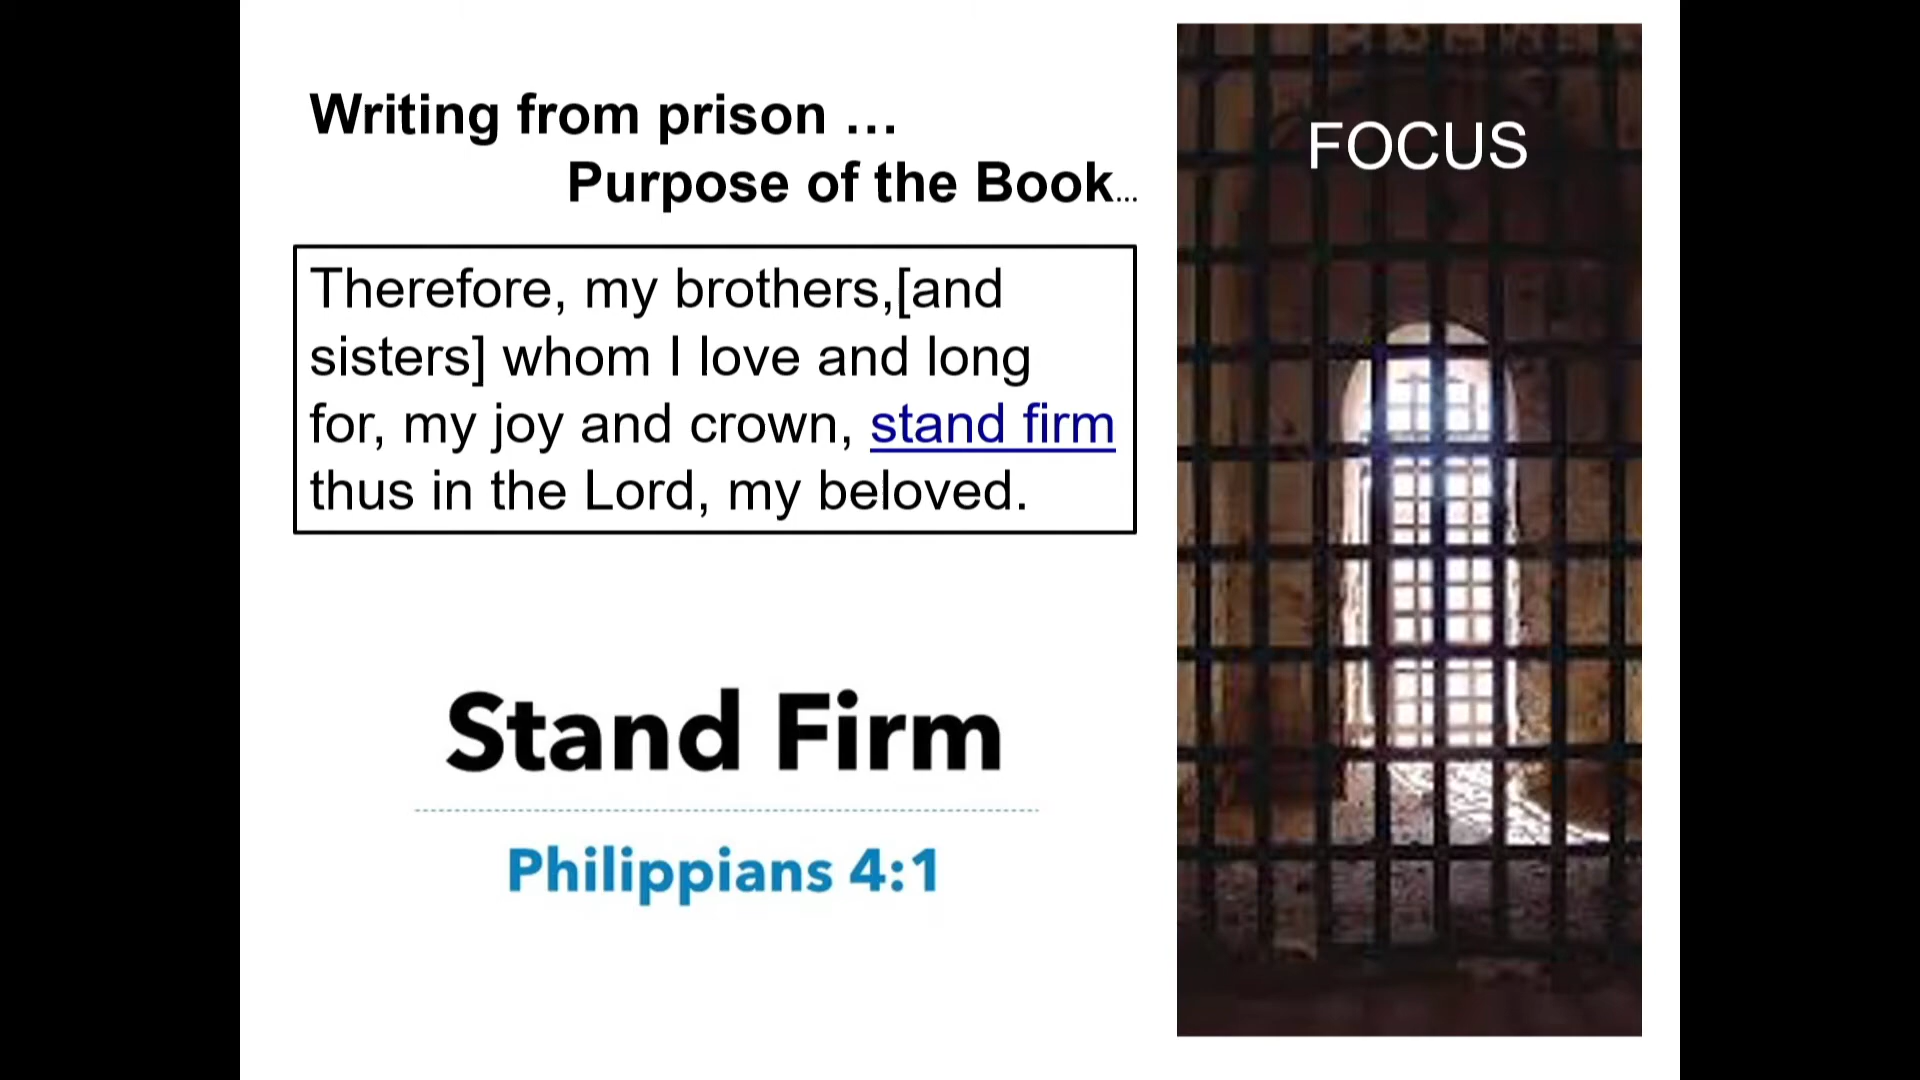 Writing from prison …
Purpose of the Book...
Therefore, my brothers,[and
sisters] whom I love and long
for, my joy and crown, stand firm
thus in the Lord, my beloved.
Stand Firm
Philippians 4:1
FOCUS